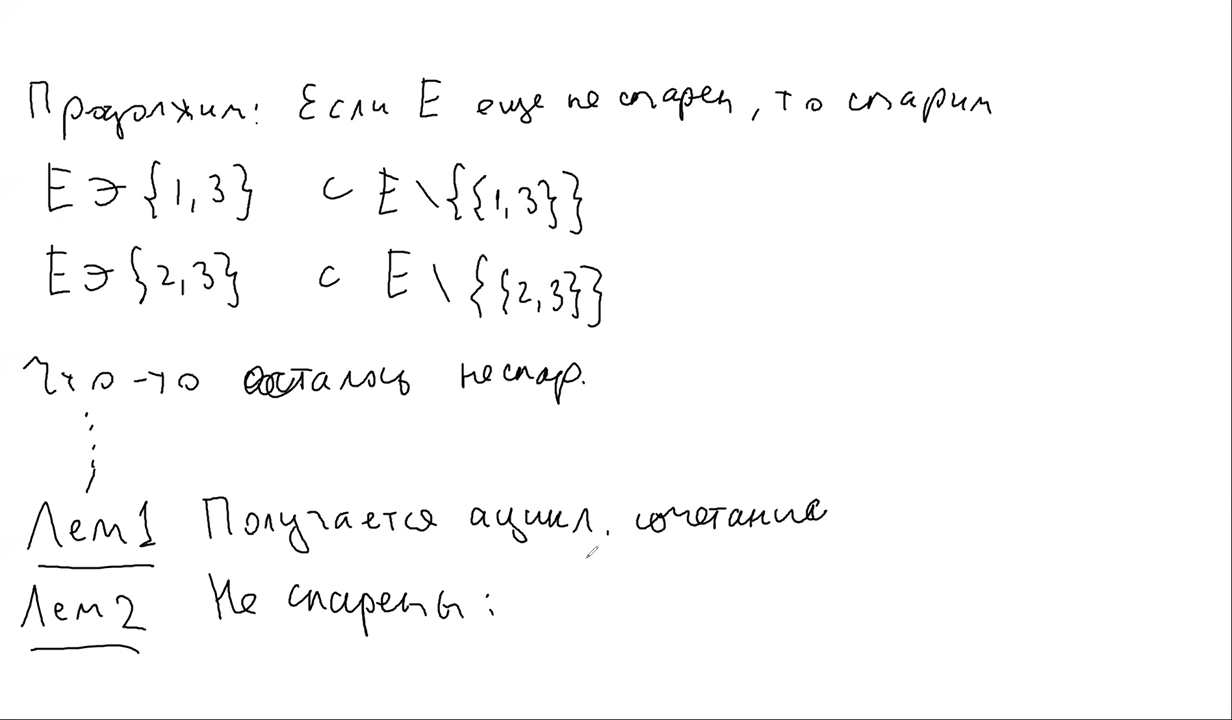 Продолжим: Если E еще не спарен, то спарим
E ∋ {1,3} с E \ {{1,3}}
E ∋ {2,3} с E \ {{2,3}}
Что-то осталось неспар.
Лем1 Получается ацикл. сочетание
Лем2 Не спарены: